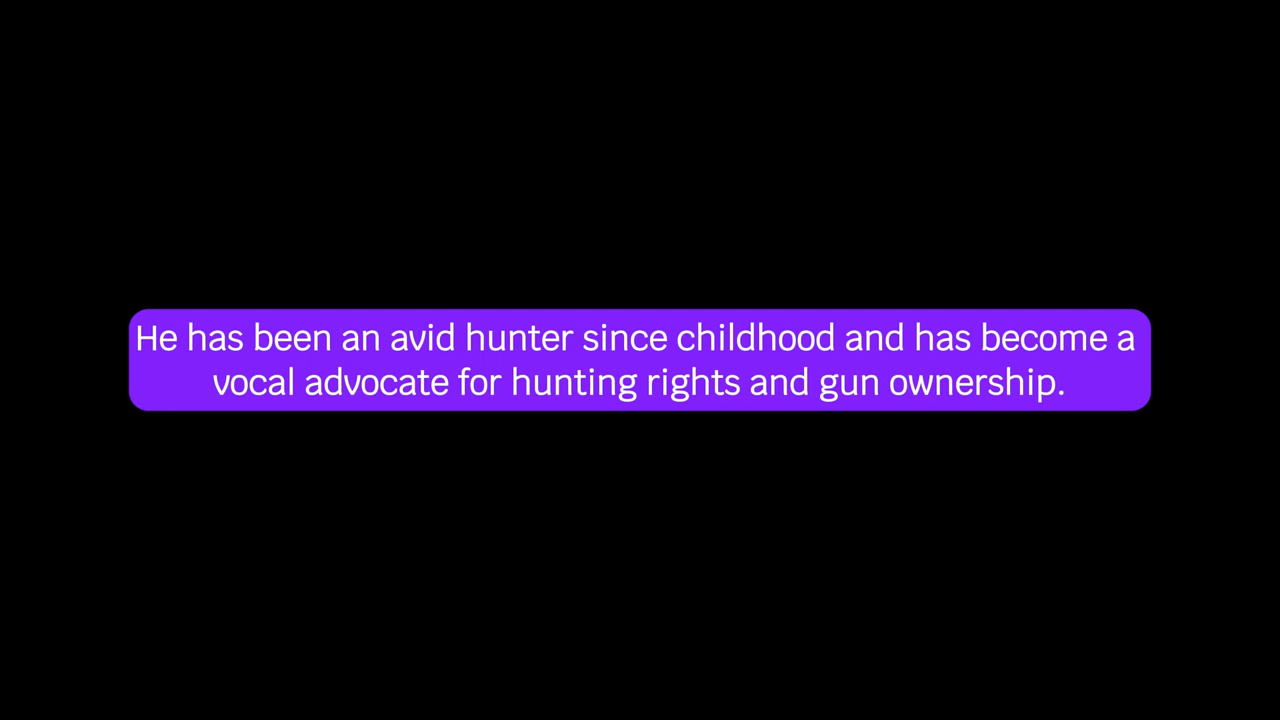 He has been an avid hunter since childhood and has become a
vocal advocate for hunting rights and gun ownership.